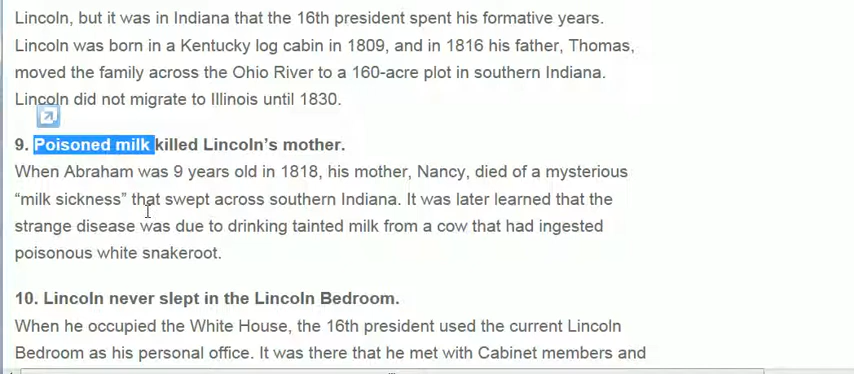 Lincoln, but it was in Indiana that the 16th president spent his formative years.
Lincoln was born in a Kentucky log cabin in 1809, and in 1816 his father, Thomas,
moved the family across the Ohio River to a 160-acre plot in southern Indiana.
Lincoln did not migrate to Illinois until 1830.
9. Poisoned milk killed Lincoln’s mother.
When Abraham was 9 years old in 1818, his mother, Nancy, died of a mysterious
“milk sickness” that swept across southern Indiana. It was later learned that the
strange disease was due to drinking tainted milk from a cow that had ingested
poisonous white snakeroot.
10. Lincoln never slept in the Lincoln Bedroom.
When he occupied the White House, the 16th president used the current Lincoln
Bedroom as his personal office. It was there that he met with Cabinet members and